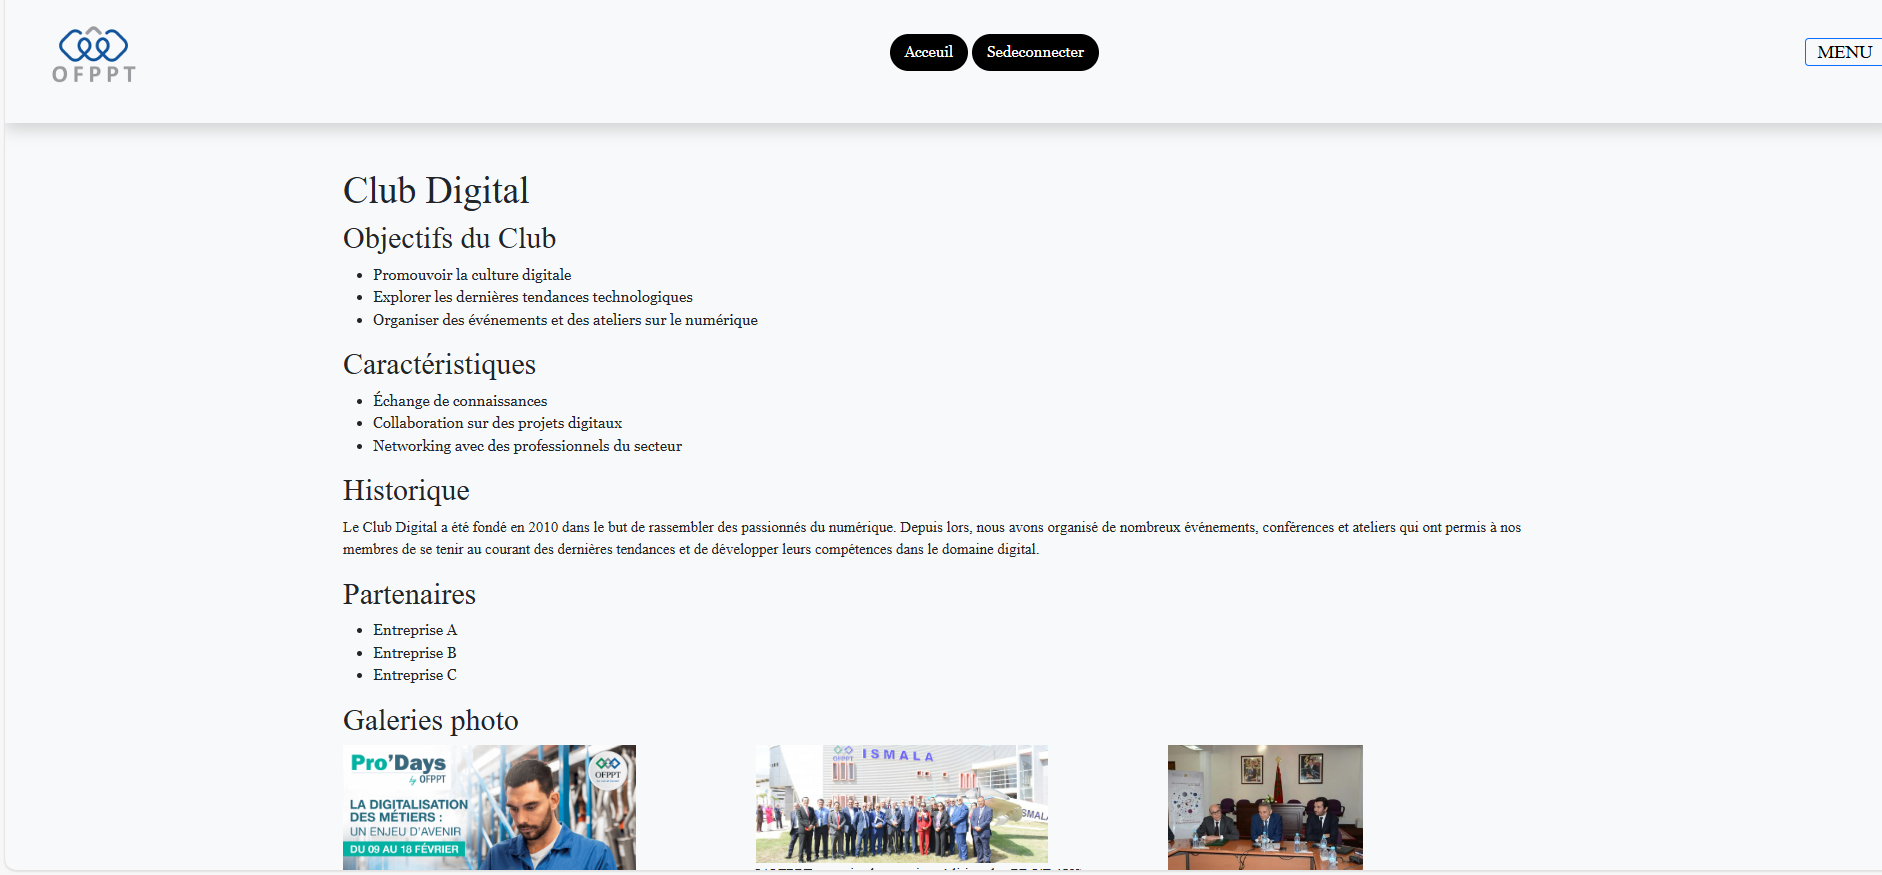 OFPPT
Acceuil
Sedeconnecter
MENU
Club Digital
Objectifs du Club
Promouvoir la culture digitale
Explorer les dernières tendances technologiques
Organiser des événements et des ateliers sur le numérique
Caractéristiques
Échange de connaissances
Collaboration sur des projets digitaux
Networking avec des professionnels du secteur
Historique
Le Club Digital a été fondé en 2010 dans le but de rassembler des passionnés du numérique. Depuis lors, nous avons organisé de nombreux événements, conférences et ateliers qui ont permis à nos
membres de se tenir au courant des dernières tendances et de développer leurs compétences dans le domaine digital.
Partenaires
Entreprise A
Entreprise B
Entreprise C
Galeries photo
Pro'Days
by OFPPT
OFPPT
LA DIGITALISATION
DES MÉTIERS :
UN ENJEU D'AVENIR
DU 09 AU 18 FÉVRIER
OFPPT
ISMALA
ISMALA